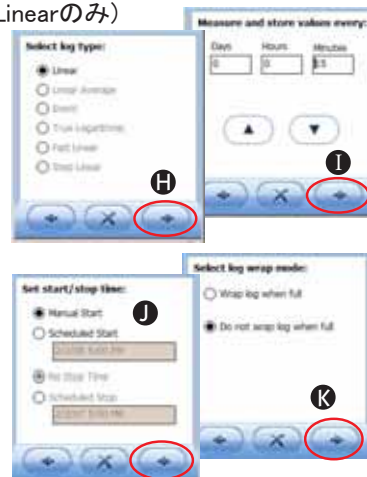 Linearのみ）
Select log type:
Linear
Linear Average
Event
True Logarithmic
Fast Linear
Step Linear
H
Measure and store values every:
Days Hours Minutes
0 0
I
Set start/stop time:
Manual Start
Scheduled Start
No Stop Time
Scheduled Stop
J
Select log wrap mode:
Wrap log when full
Do not wrap log when full
K